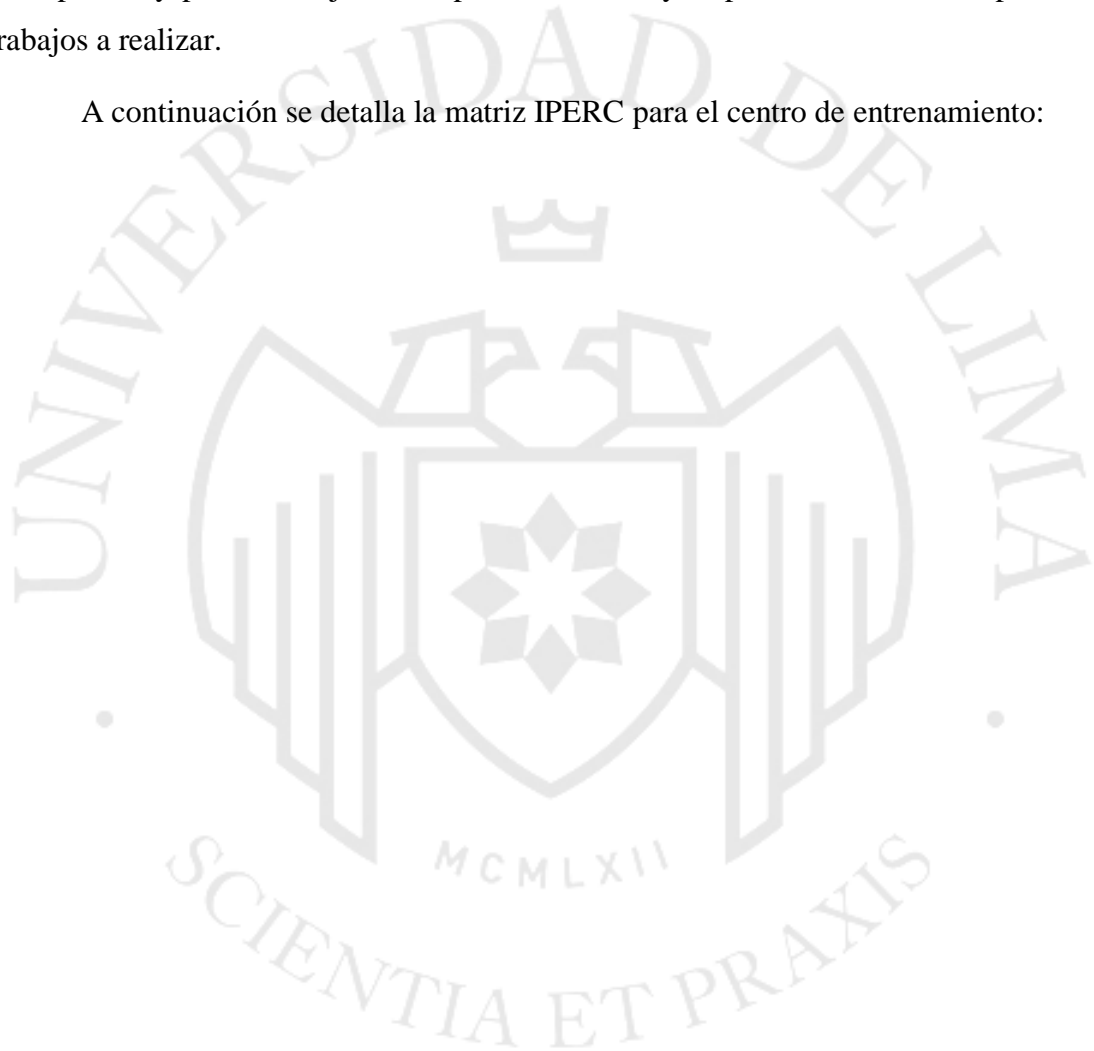 rabajos a realizar.
A continuación se detalla la matriz IPERC para el centro de entrenamiento:
UNIVERSIDAD DE LIMA
MCMLXII
SCIENTIA ET PRAXIS